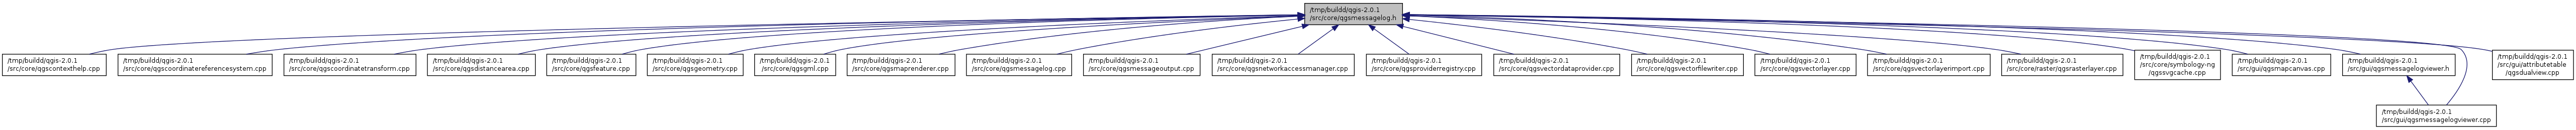 /tmp/buildd/qgis-2.0.1
/src/core/qgsmessagelog.h
/tmp/buildd/qgis-2.0.1
/src/core/qgscontexthelp.cpp
/tmp/buildd/qgis-2.0.1
/src/core/qgscoordinatereferencesystem.cpp
/tmp/buildd/qgis-2.0.1
/src/core/qgscoordinatetransform.cpp
/tmp/buildd/qgis-2.0.1
/src/core/qgsdistancearea.cpp
/tmp/buildd/qgis-2.0.1
/src/core/qgsfeature.cpp
/tmp/buildd/qgis-2.0.1
/src/core/qgsgeometry.cpp
/tmp/buildd/qgis-2.0.1
/src/core/qgsgml.cpp
/tmp/buildd/qgis-2.0.1
/src/core/qgsmaprenderer.cpp
/tmp/buildd/qgis-2.0.1
/src/core/qgsmessagelog.cpp
/tmp/buildd/qgis-2.0.1
/src/core/qgsmessageoutput.cpp
/tmp/buildd/qgis-2.0.1
/src/core/qgsnetworkaccessmanager.cpp
/tmp/buildd/qgis-2.0.1
/src/core/qgsproviderregistry.cpp
/tmp/buildd/qgis-2.0.1
/src/core/qgsvectordataprovider.cpp
/tmp/buildd/qgis-2.0.1
/src/core/qgsvectorfilewriter.cpp
/tmp/buildd/qgis-2.0.1
/src/core/qgsvectorlayer.cpp
/tmp/buildd/qgis-2.0.1
/src/core/qgsvectorlayerimport.cpp
/tmp/buildd/qgis-2.0.1
/src/core/raster/qgsrasterlayer.cpp
/tmp/buildd/qgis-2.0.1
/src/core/symbology-ng
/qgssvgcache.cpp
/tmp/buildd/qgis-2.0.1
/src/gui/qgsmapcanvas.cpp
/tmp/buildd/qgis-2.0.1
/src/gui/qgsmessagelogviewer.h
/tmp/buildd/qgis-2.0.1
/src/gui/attributetable
/qgsdualview.cpp
/tmp/buildd/qgis-2.0.1
/src/gui/qgsmessagelogviewer.cpp